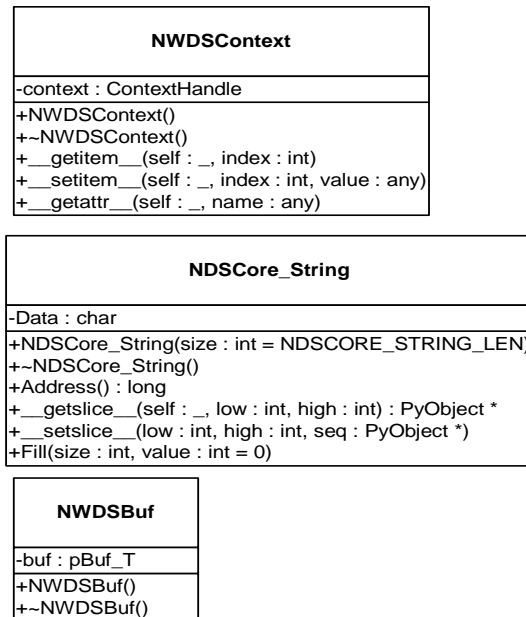 NWDSContext
-context : ContextHandle
+NWDSContext()
+~NWDSContext()
+__getitem__(self : _, index : int)
+__setitem__(self : _, index : int, value : any)
+__getattr__(self : _, name : any)
NDSCore_String
-Data : char
+NDSCore_String(size : int = NDSCORE_STRING_LEN)
+~NDSCore_String()
+Address() : long
+__getslice__(self : _, low : int, high : int) : PyObject *
+__setslice__(low : int, high : int, seq : PyObject *)
+Fill(size : int, value : int = 0)
NWDSBuf
-buf : pBuf_T
+NWDSBuf()
+~NWDSBuf()